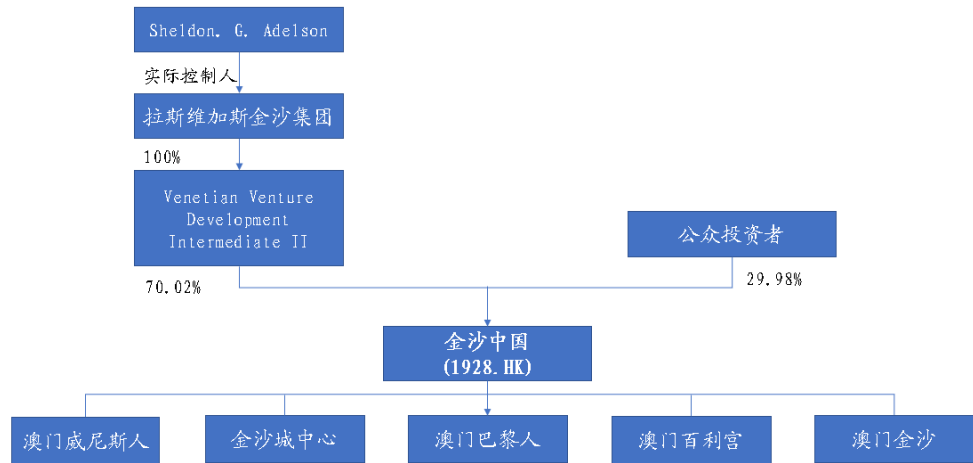 Sheldon. G. Adelson
实际控制人
拉斯维加斯金沙集团
100%
Venetian Venture
Development
Intermediate II
公众投资者
70.02%
29.98%
金沙中国
(1928.HK)
澳门威尼斯人
金沙城中心
澳门巴黎人
澳门百利宫
澳门金沙